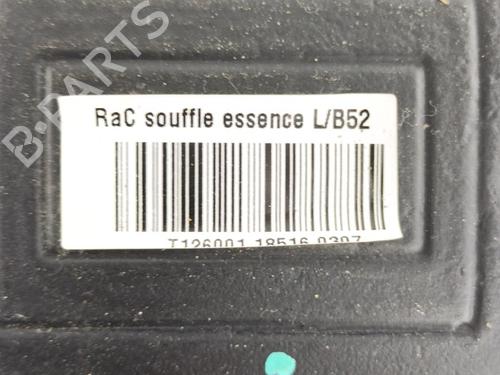 B-PARTS
RaC souffle essence L/B52
T126001 18516 0397